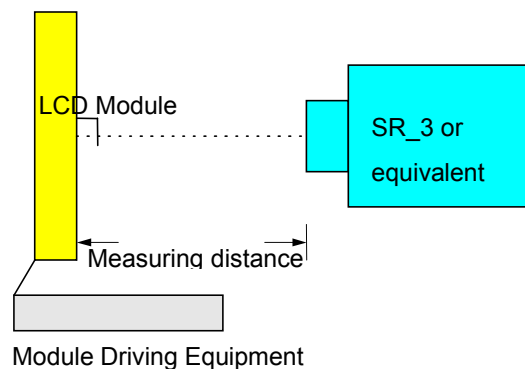 LCD Module
SR_3 or
equivalent
Measuring distance
Module Driving Equipment